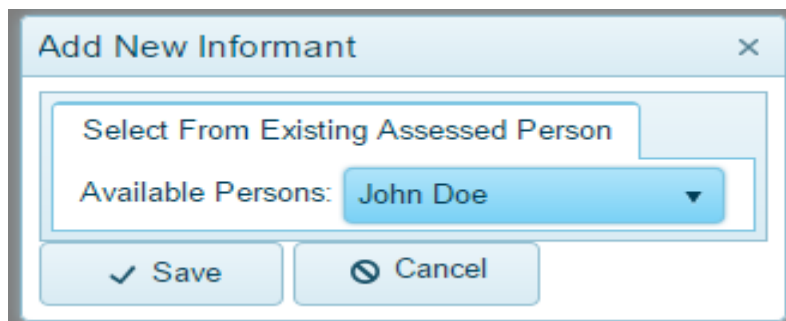 Add New Informant
Select From Existing Assessed Person
Available Persons: John Doe
Save Cancel